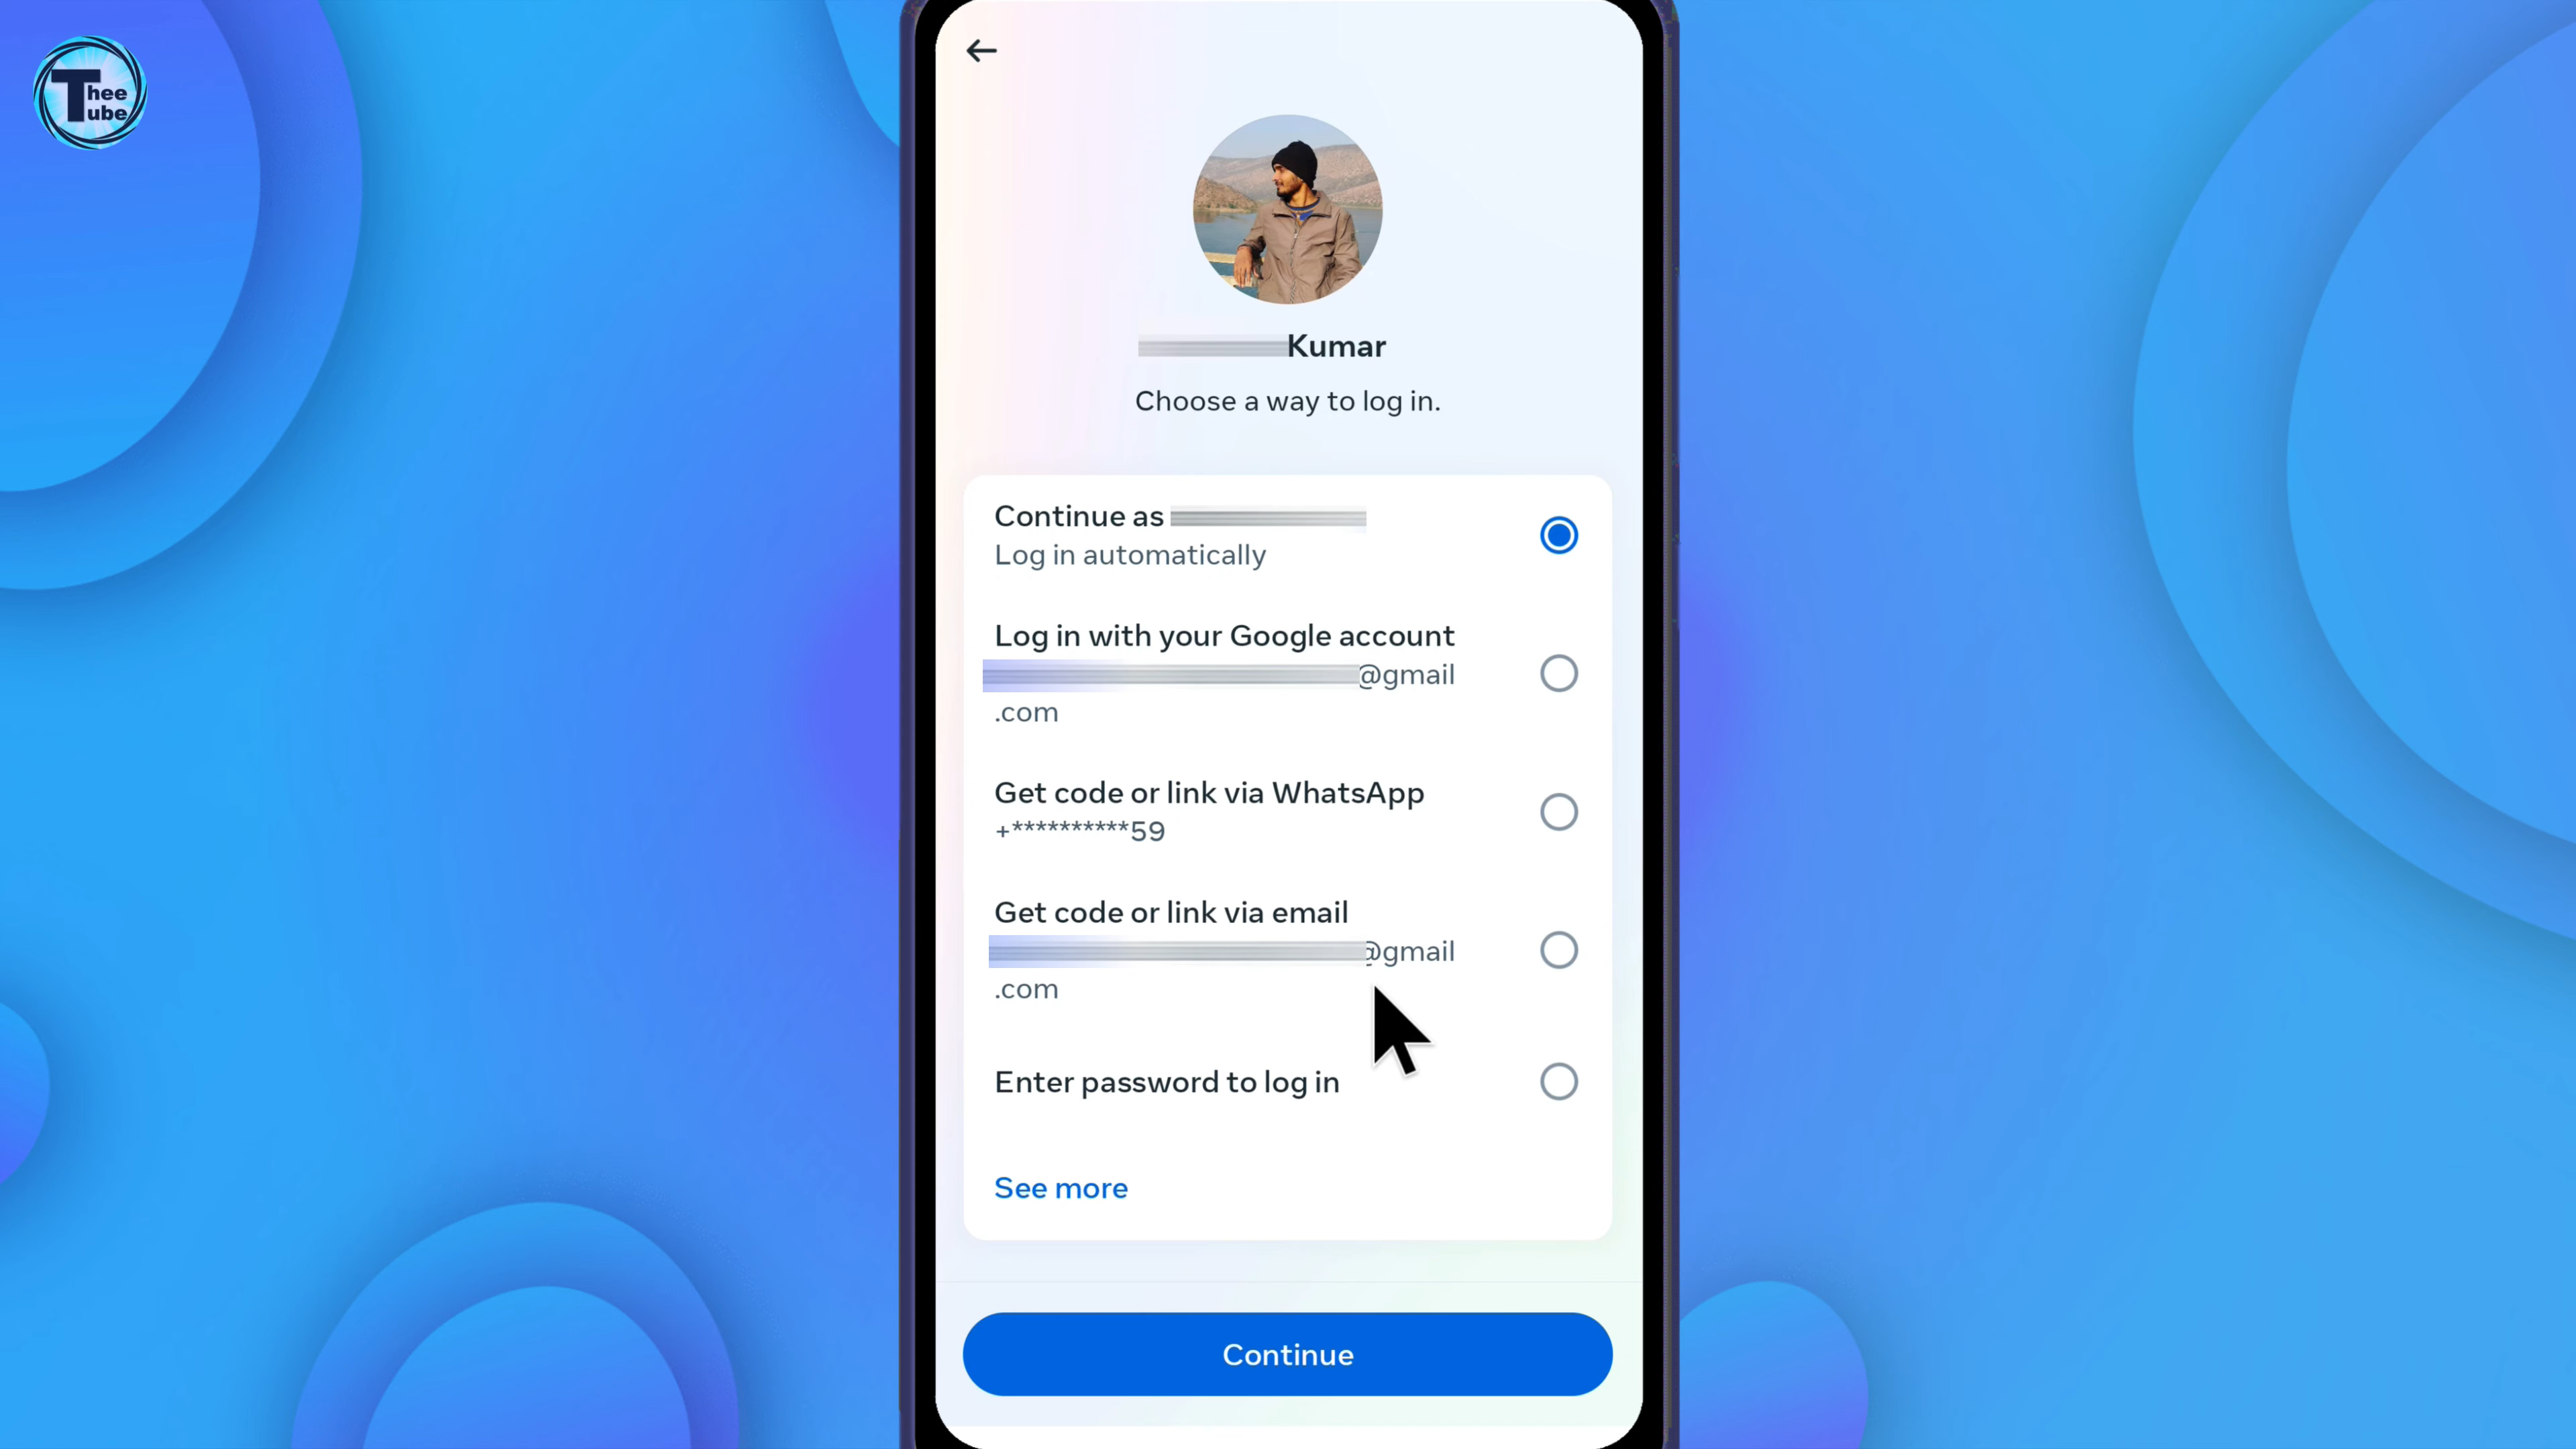 Thee
Tube
Kumar
Choose a way to log in.
Continue as
Log in automatically
Log in with your Google account
@gmail
.com
Get code or link via WhatsApp
+**********59
Get code or link via email
@gmail
.com
Enter password to log in
See more
Continue